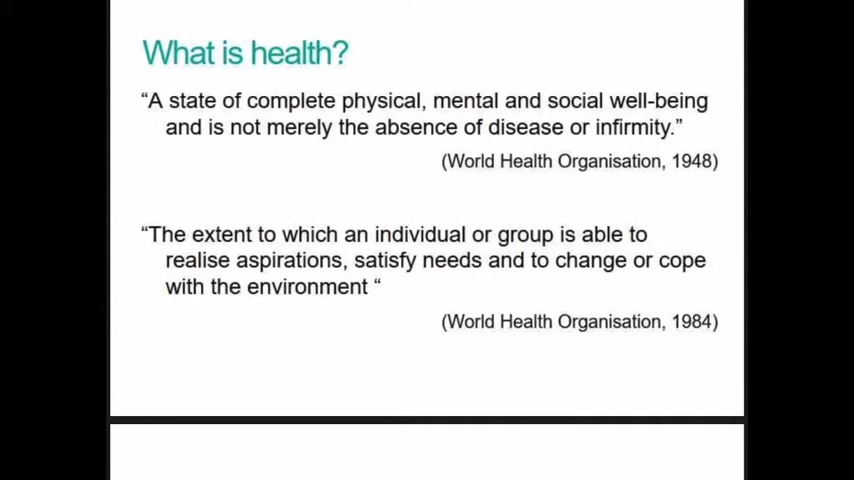 What is health?
“A state of complete physical, mental and social well-being
and is not merely the absence of disease or infirmity.”
(World Health Organisation, 1948)
“The extent to which an individual or group is able to
realise aspirations, satisfy needs and to change or cope
with the environment “
(World Health Organisation, 1984)